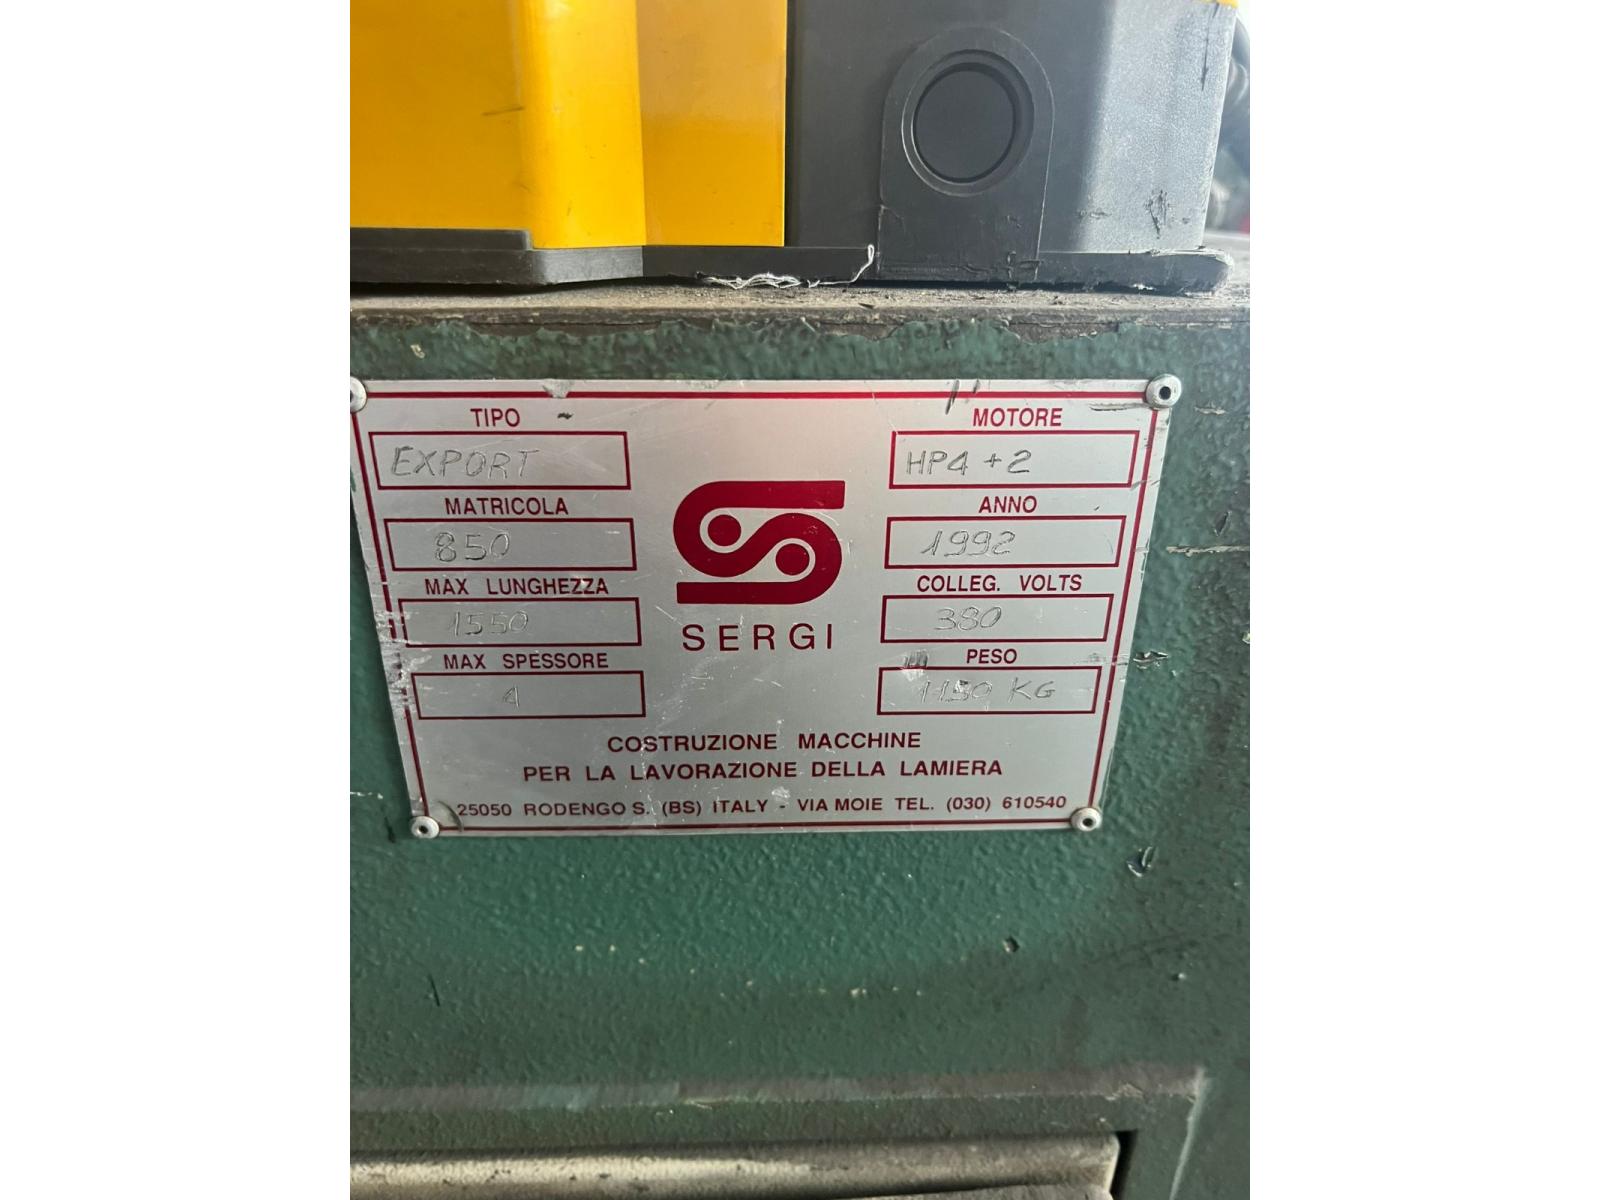 TIPO
EXPORT
MATRICOLA
850
MAX LUNGHEZZA
1550
MAX SPESSORE
4
SERGI
MOTORE
HP4+2
ANNO
1992
COLLEG. VOLTS
380
PESO
1150 KG
COSTRUZIONE MACCHINE
PER LA LAVORAZIONE DELLA LAMIERA
25050 RODENGO S. (BS) ITALY - VIA MOIE TEL. (030) 610540